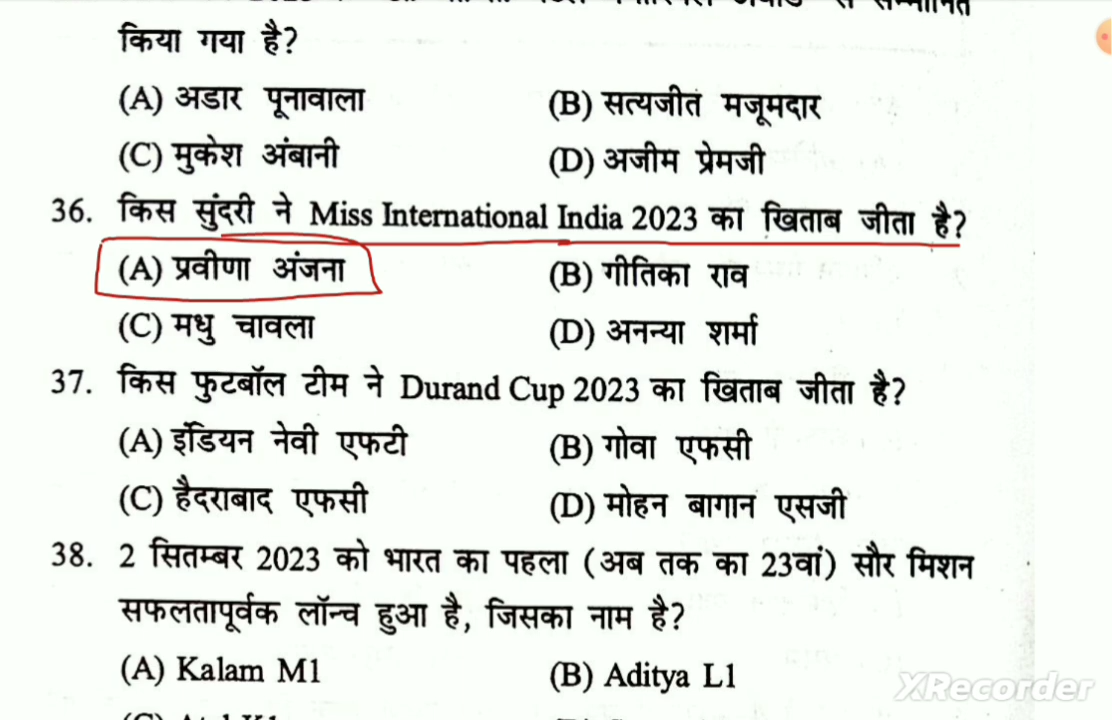 किया गया है?
(A) अडार पूनावाला (B) सत्यजीत मजूमदार
(C) मुकेश अंबानी (D) अजीम प्रेमजी
36. किस सुंदरी ने Miss International India 2023 का खिताब जीता है?
(A) प्रवीणा अंजना (B) गीतिका राव
(C) मधु चावला (D) अनन्या शर्मा
37. किस फुटबॉल टीम ने Durand Cup 2023 का खिताब जीता है?
(A) इंडियन नेवी एफटी (B) गोवा एफसी
(C) हैदराबाद एफसी (D) मोहन बागान एसजी
38. 2 सितम्बर 2023 को भारत का पहला (अब तक का 23वां) सौर मिशन
सफलतापूर्वक लॉन्च हुआ है, जिसका नाम है?
(A) Kalam M1 (B) Aditya L1
XRecorder